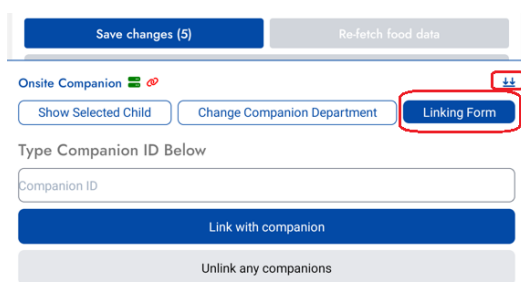 Save changes (5)
Re-fetch food data
Onsite Companion
Show Selected Child
Change Companion Department
Linking Form
Type Companion ID Below
Companion ID
Link with companion
Unlink any companions